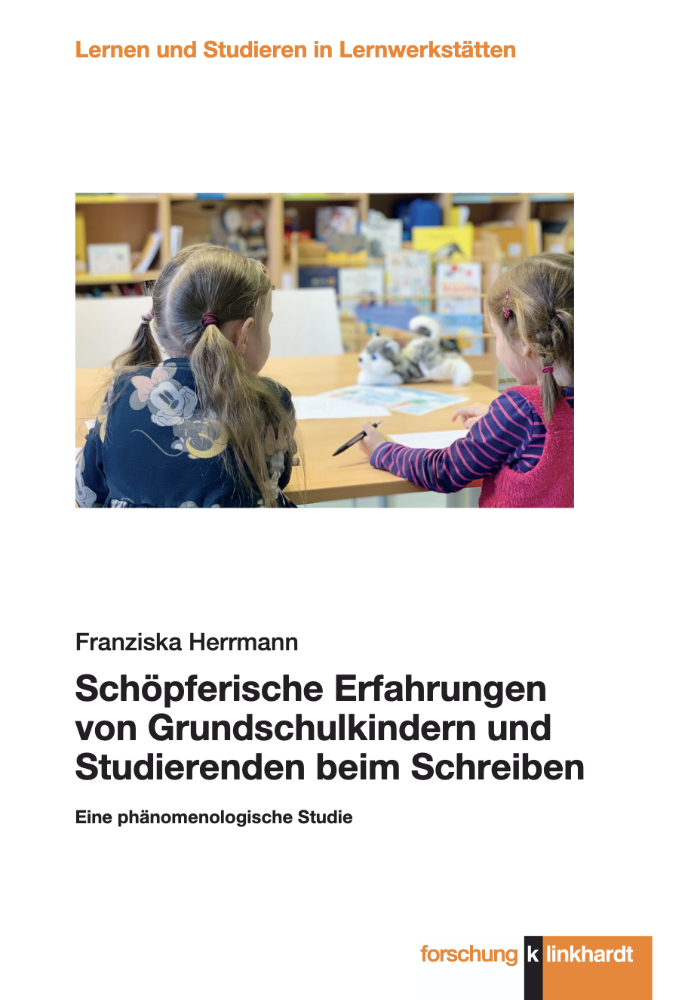 Lernen und Studieren in Lernwerkstätten
Franziska Herrmann
Schöpferische Erfahrungen
von Grundschulkindern und
Studierenden beim Schreiben
Eine phänomenologische Studie
forschung k linkhardt